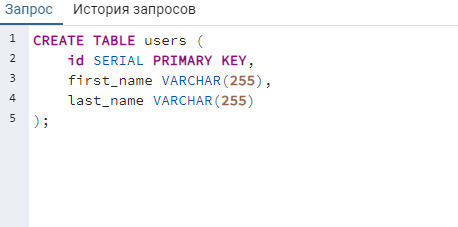 Запрос История запросов
1 CREATE TABLE users (
2 id SERIAL PRIMARY KEY,
3 first_name VARCHAR(255),
4 last_name VARCHAR(255)
5 );